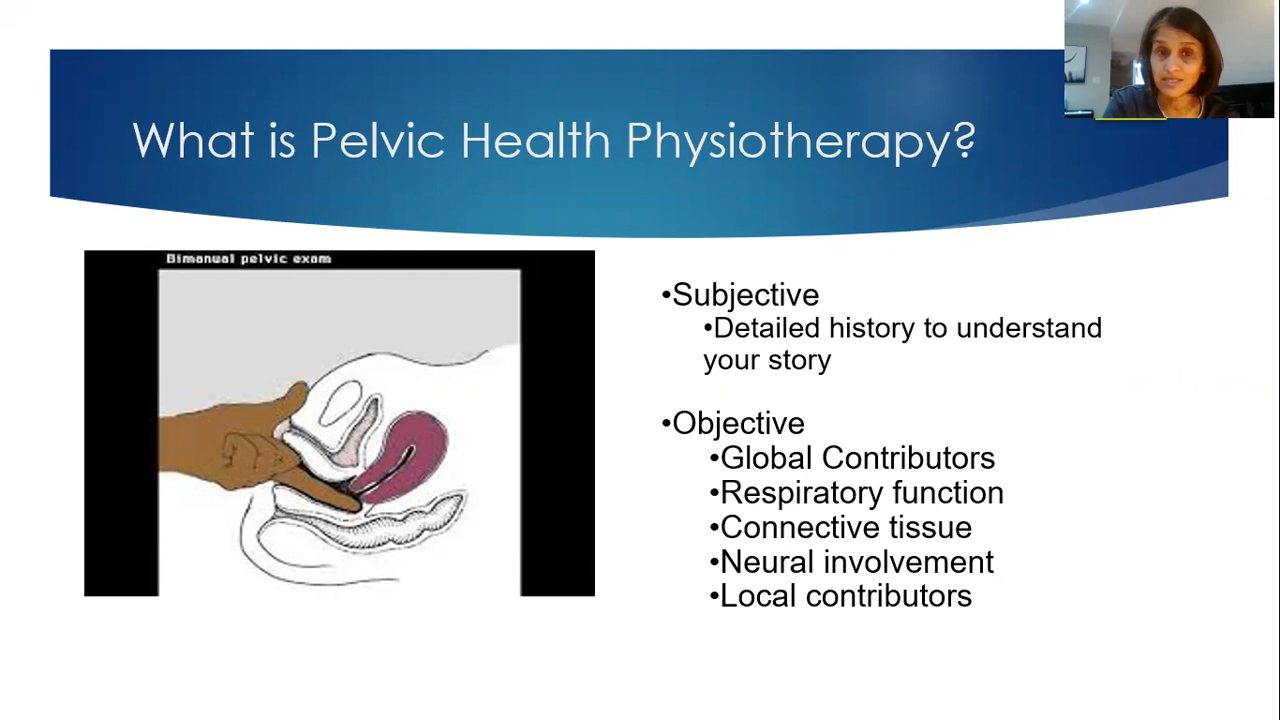 What is Pelvic Health Physiotherapy?
Bimanual pelvic exam
•Subjective
•Detailed history to understand
your story
•Objective
•Global Contributors
•Respiratory function
•Connective tissue
•Neural involvement
•Local contributors